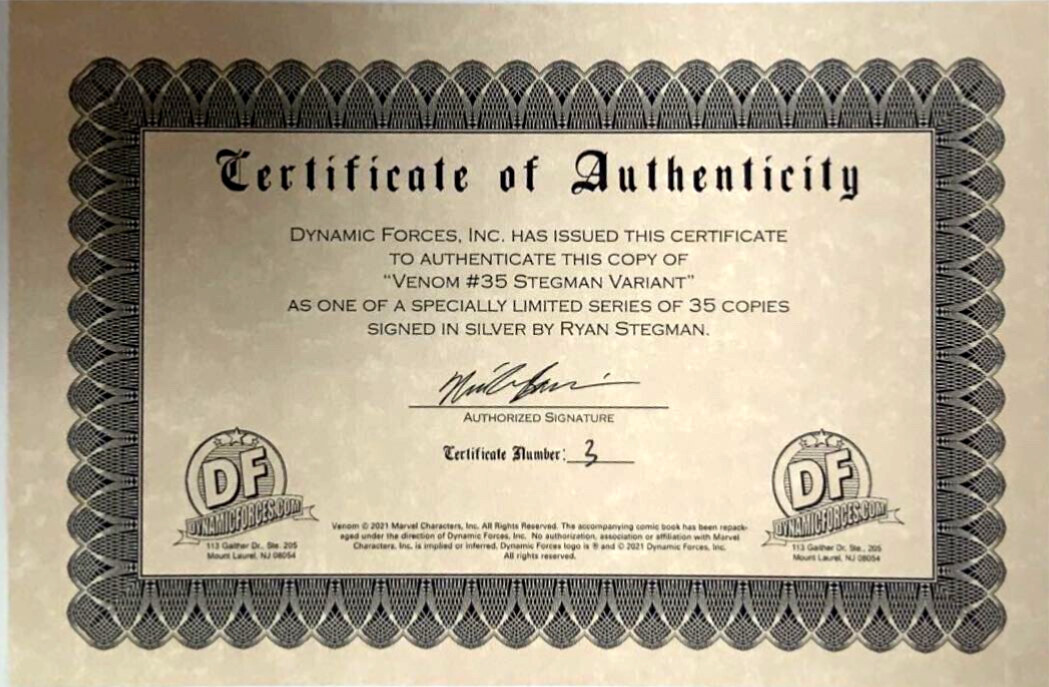 Certificate of Authenticity
Dynamic Forces, Inc. has issued this certificate
to authenticate this copy of
“Venom #35 Stegman Variant”
as one of a specially limited series of 35 copies
signed in silver by Ryan Stegman.
Authorized Signature
Certificate Number: 3
DF
DYNAMICFORCES.COM
113 Gaither Dr., Ste. 205
Mount Laurel, NJ 08054
Venom © 2021 Marvel Characters, Inc. All Rights Reserved. The accompanying comic book has been repack-
aged under the direction of Dynamic Forces, Inc. No authorization, association or affiliation with Marvel
Characters, Inc. is implied or inferred. Dynamic Forces logo is ® and © 2021 Dynamic Forces, Inc.
All rights reserved.
DF
DYNAMICFORCES.COM
113 Gaither Dr., Ste., 205
Mount Laurel, NJ 08054